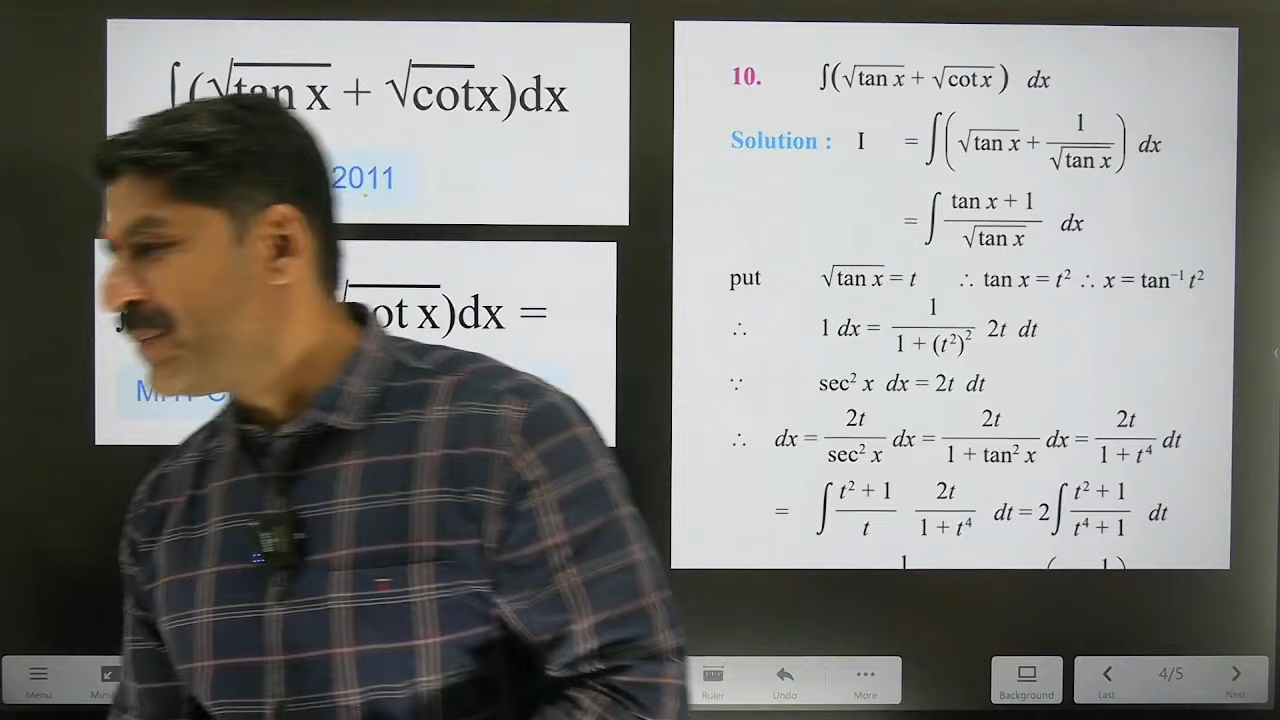 ∫(√tan x + √cotx)dx
2011
√cot x)dx =
10. ∫(√tan x + √cot x) dx
Solution : I = ∫(√tan x + 1/√tan x) dx
= ∫ (tan x + 1)/√tan x dx
put √tan x = t ∴ tan x = t² ∴ x = tan⁻¹ t²
∴ 1 dx = 1/(1 + (t²)²) 2t dt
∵ sec² x dx = 2t dt
∴ dx = 2t/sec² x dx = 2t/(1 + tan² x) dx = 2t/(1 + t⁴) dt
= ∫ (t² + 1)/t 2t/(1 + t⁴) dt = 2∫ (t² + 1)/(t⁴ + 1) dt
Menu
Ruler
Undo
More
Background
Last
4/5
Next